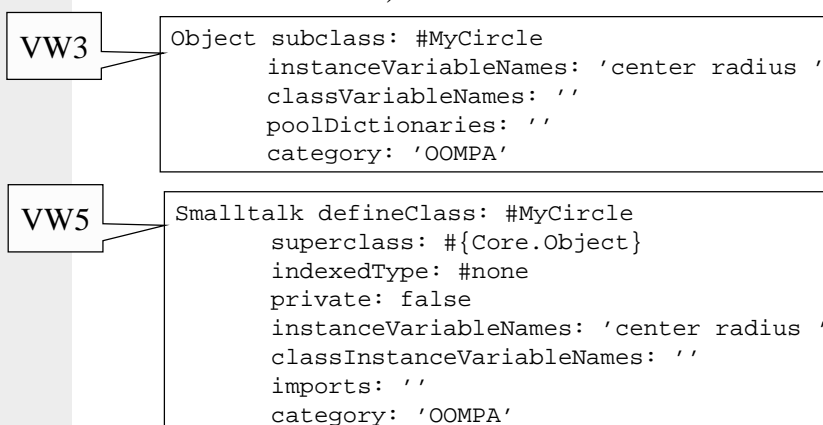 VW3
Object subclass: #MyCircle
instanceVariableNames: ’center radius ’
classVariableNames: ’’
poolDictionaries: ’’
category: ’OOMPA’
VW5
Smalltalk defineClass: #MyCircle
superclass: #{Core.Object}
indexedType: #none
private: false
instanceVariableNames: ’center radius ’
classInstanceVariableNames: ’’
imports: ’’
category: ’OOMPA’